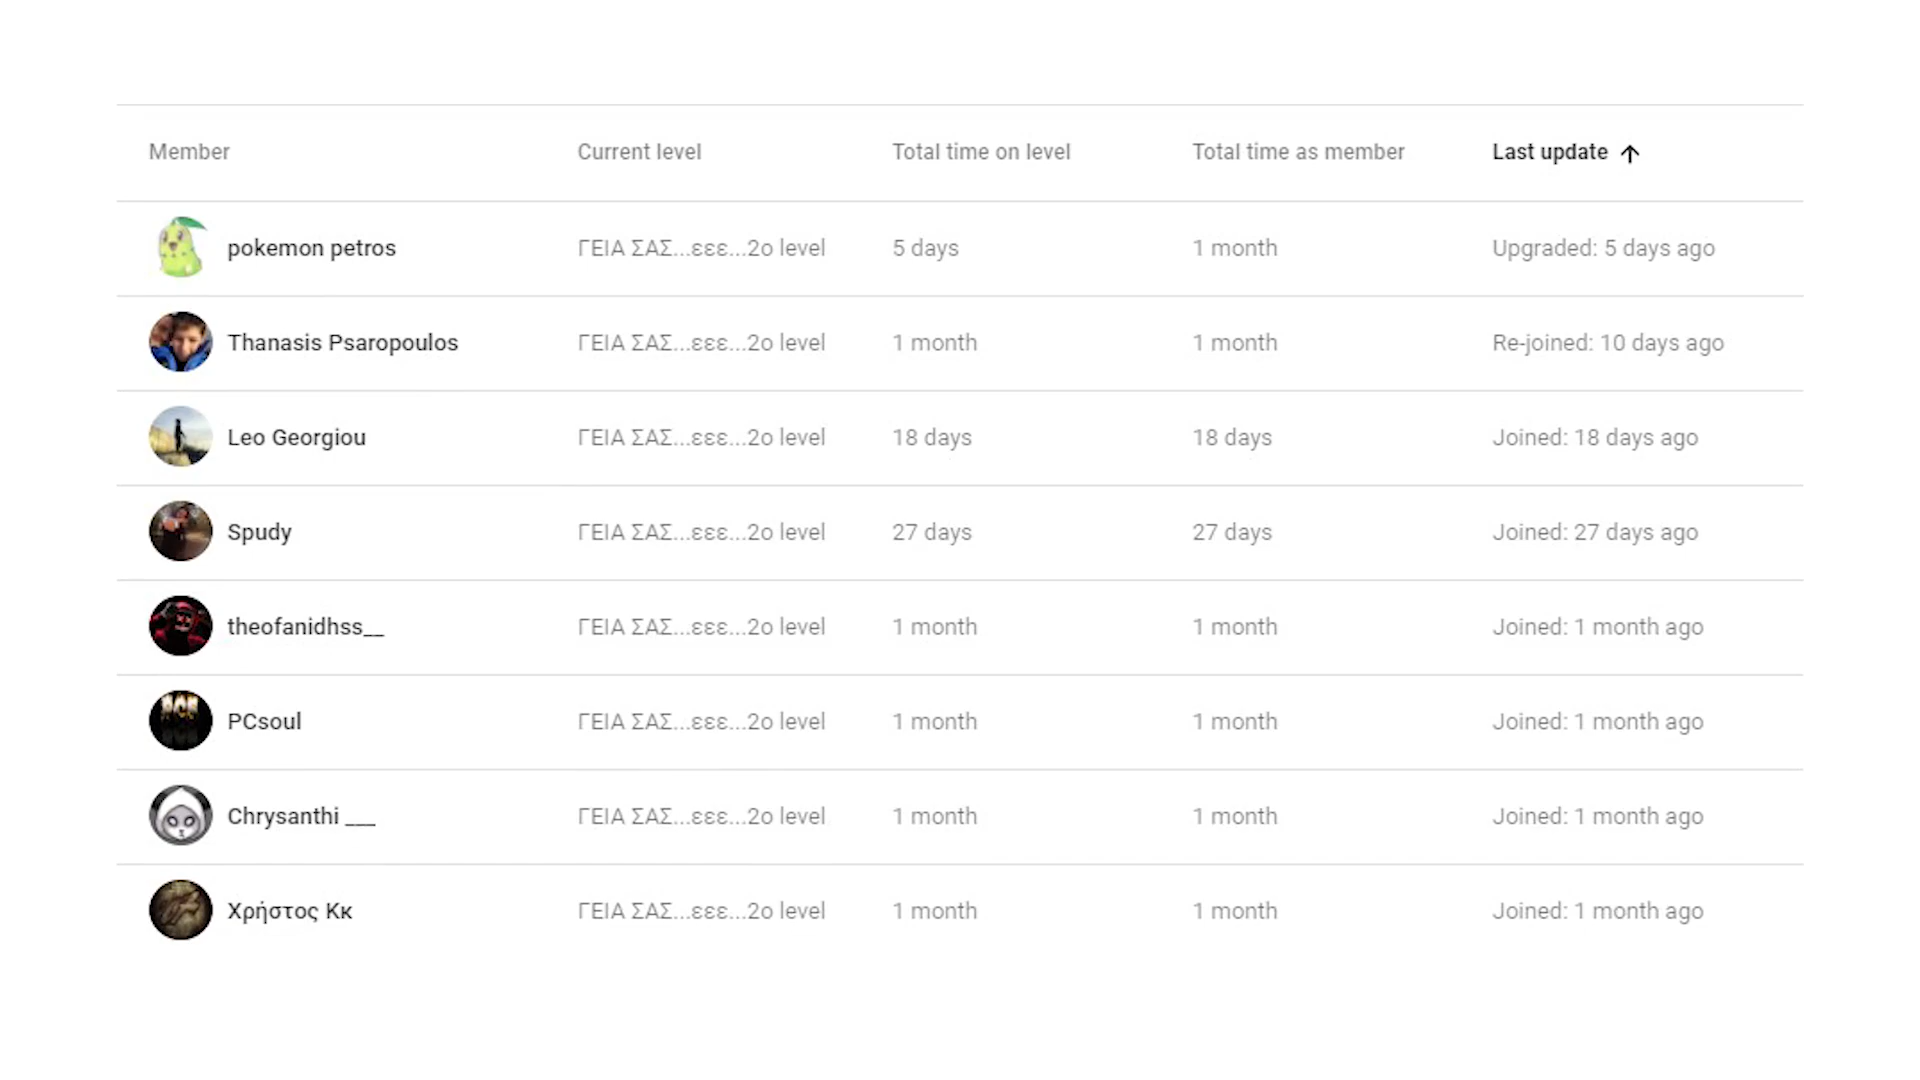 Member Current level Total time on level Total time as member Last update
pokemon petros ΓΕΙΑ ΣΑΣ...εεε...2ο level 5 days 1 month Upgraded: 5 days ago
Thanasis Psaropoulos ΓΕΙΑ ΣΑΣ...εεε...2ο level 1 month 1 month Re-joined: 10 days ago
Leo Georgiou ΓΕΙΑ ΣΑΣ...εεε...2ο level 18 days 18 days Joined: 18 days ago
Spudy ΓΕΙΑ ΣΑΣ...εεε...2ο level 27 days 27 days Joined: 27 days ago
theofanidhss__ ΓΕΙΑ ΣΑΣ...εεε...2ο level 1 month 1 month Joined: 1 month ago
PCsoul ΓΕΙΑ ΣΑΣ...εεε...2ο level 1 month 1 month Joined: 1 month ago
Chrysanthi ___ ΓΕΙΑ ΣΑΣ...εεε...2ο level 1 month 1 month Joined: 1 month ago
Χρήστος Κκ ΓΕΙΑ ΣΑΣ...εεε...2ο level 1 month 1 month Joined: 1 month ago